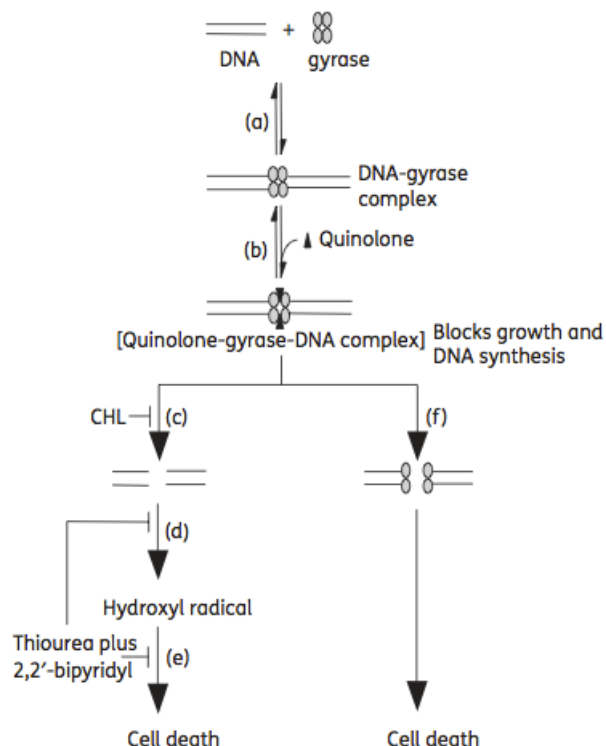 DNA + gyrase
(a)
DNA-gyrase
complex
(b)
Quinolone
[Quinolone-gyrase-DNA complex]
Blocks growth and
DNA synthesis
CHL
(c)
(f)
(d)
Hydroxyl radical
Thiourea plus
2,2′-bipyridyl
(e)
Cell death
Cell death